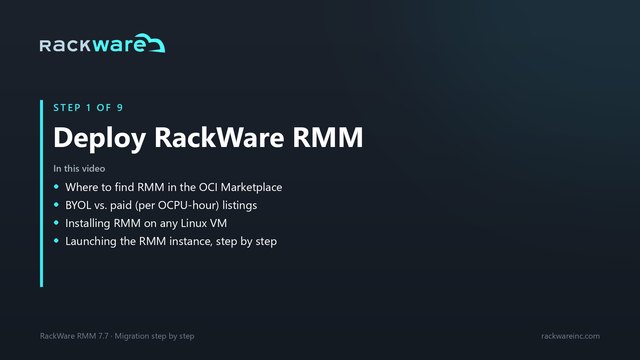 Rackware
STEP 1 OF 9
Deploy RackWare RMM
In this video
• Where to find RMM in the OCI Marketplace
• BYOL vs. paid (per OCPU-hour) listings
• Installing RMM on any Linux VM
• Launching the RMM instance, step by step
RackWare RMM 7.7 · Migration step by step
rackwareinc.com